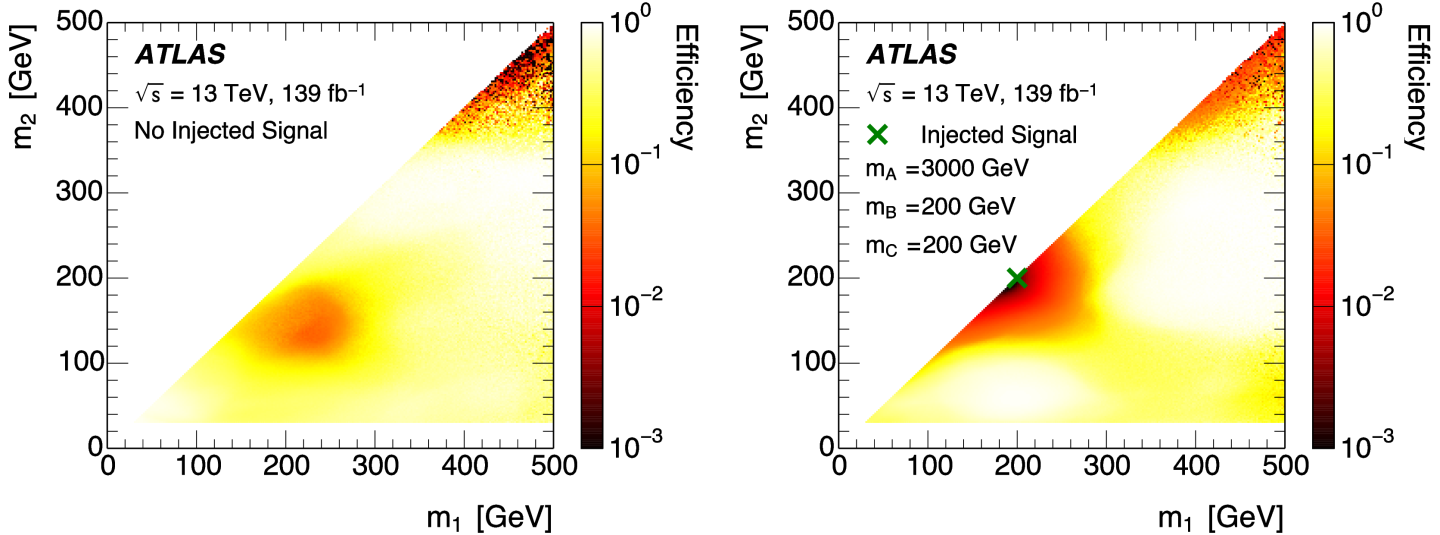 ATLAS
√s = 13 TeV, 139 fb⁻¹
No Injected Signal
m₂ [GeV]
500
400
300
200
100
0
0 100 200 300 400 500
m₁ [GeV]
Efficiency
10⁰
10⁻¹
10⁻²
10⁻³
ATLAS
√s = 13 TeV, 139 fb⁻¹
× Injected Signal
m_A =3000 GeV
m_B =200 GeV
m_C =200 GeV
m₂ [GeV]
500
400
300
200
100
0
0 100 200 300 400 500
m₁ [GeV]
Efficiency
10⁰
10⁻¹
10⁻²
10⁻³